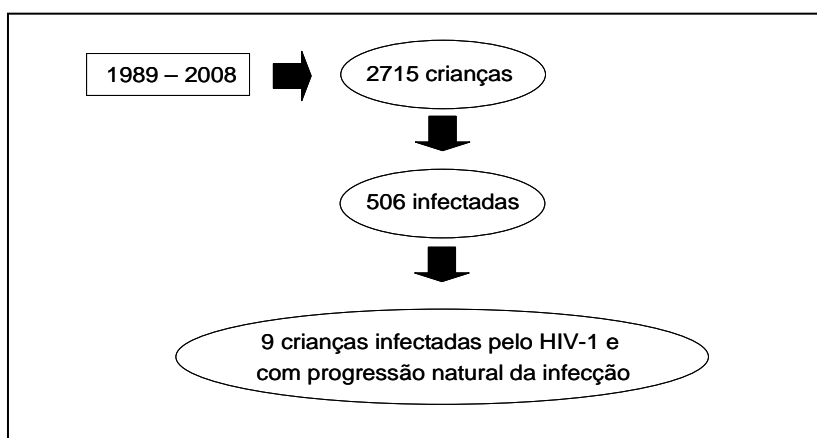 1989 – 2008
2715 crianças
506 infectadas
9 crianças infectadas pelo HIV-1 e
com progressão natural da infecção